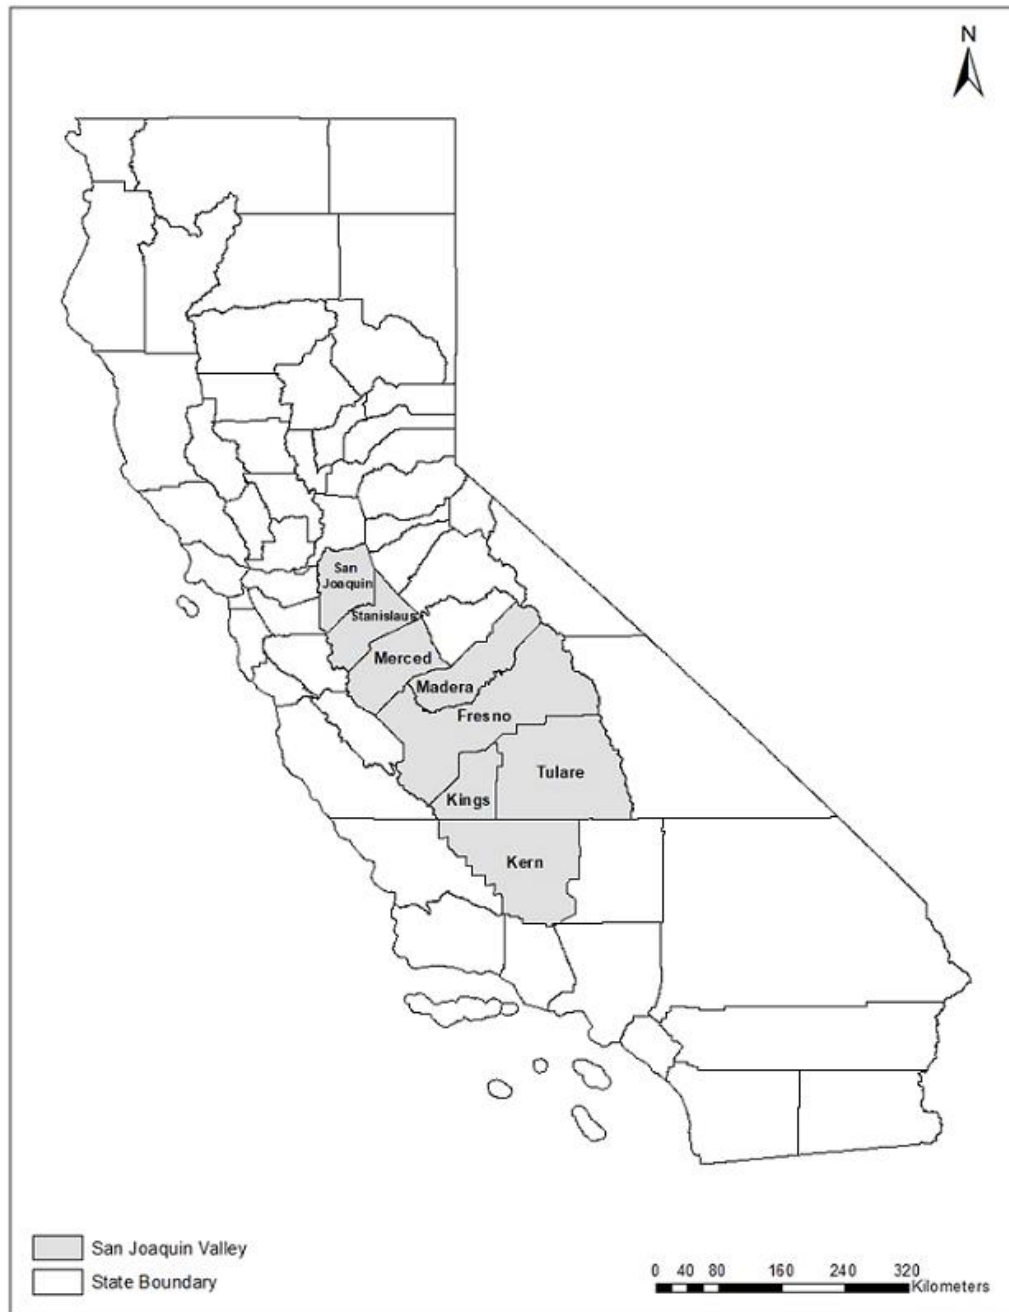 N
San
Joaquin
Stanislaus
Merced
Madera
Fresno
Tulare
Kings
Kern
San Joaquin Valley
State Boundary
0 40 80 160 240 320
Kilometers